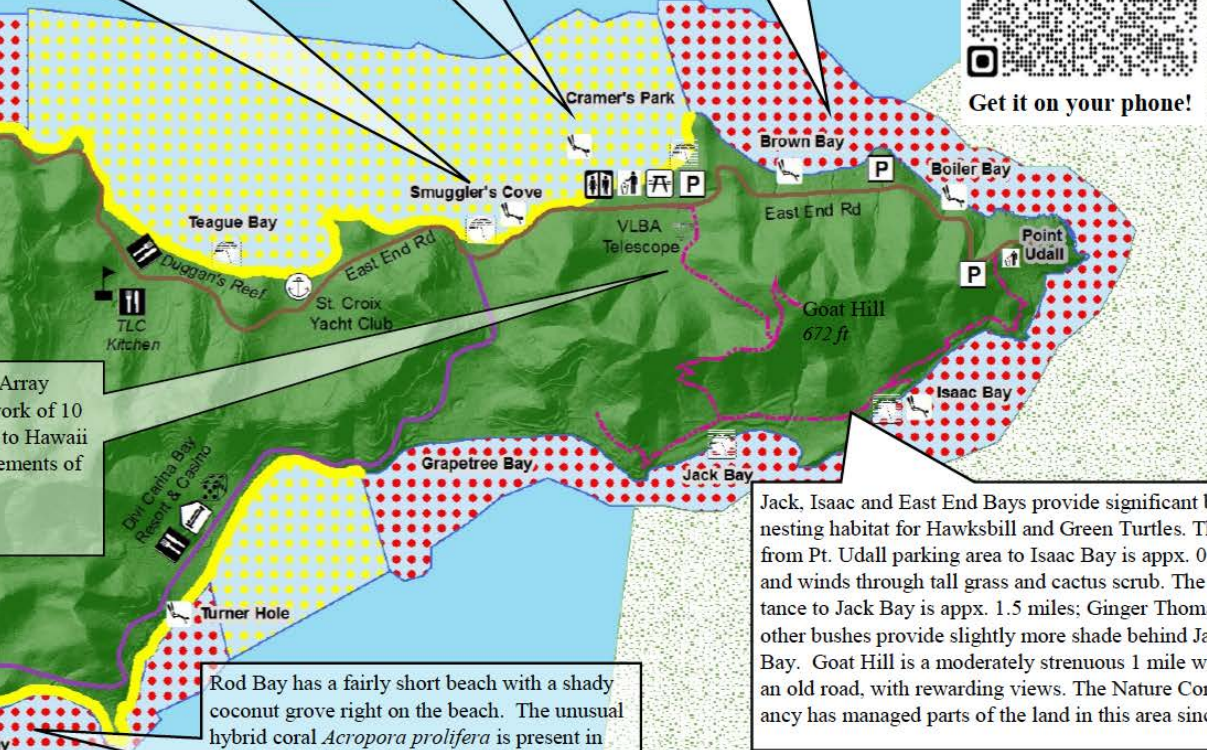 Get it on your phone!
Cramer's Park
Brown Bay
Boiler Bay
P
P
Smuggler's Cove
Teague Bay
VLBA
Telescope
East End Rd
Point
Udall
P
East End Rd
Duggan's Reef
St. Croix
Yacht Club
TLC
Kitchen
Goat Hill
672 ft
Array
ork of 10
to Hawaii
ements of
Isaac Bay
Grapetree Bay
Jack Bay
Divi Carina Bay
Resort & Casino
Turner Hole
Jack, Isaac and East End Bays provide significant b
nesting habitat for Hawksbill and Green Turtles. Th
from Pt. Udall parking area to Isaac Bay is appx. 0
and winds through tall grass and cactus scrub. The
tance to Jack Bay is appx. 1.5 miles; Ginger Thoma
other bushes provide slightly more shade behind Ja
Bay. Goat Hill is a moderately strenuous 1 mile w
an old road, with rewarding views. The Nature Con
ancy has managed parts of the land in this area sinc
Rod Bay has a fairly short beach with a shady
coconut grove right on the beach. The unusual
hybrid coral Acropora prolifera is present in
y